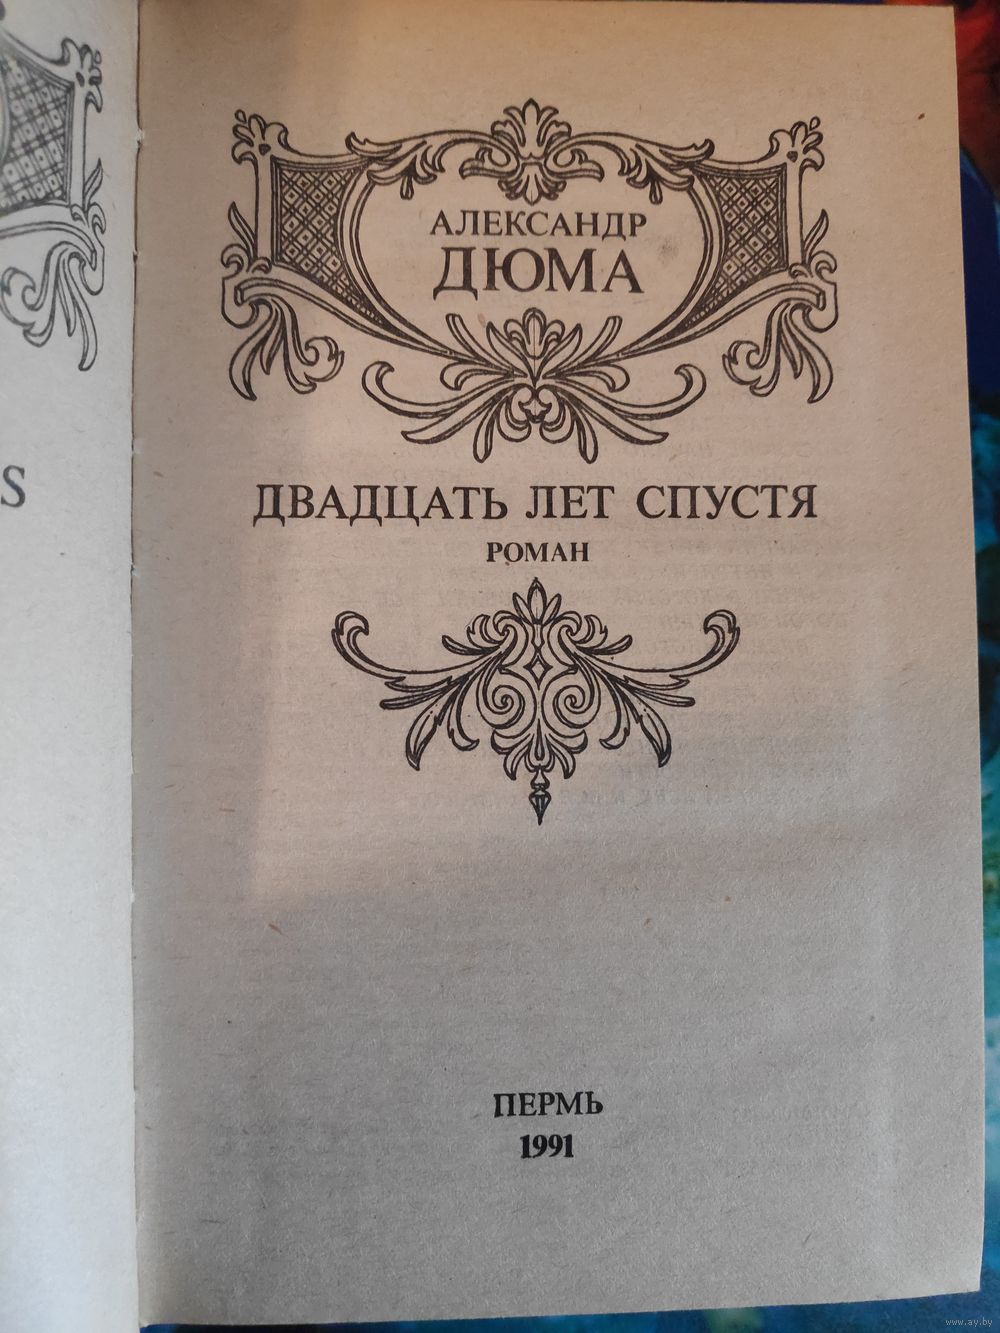 S
АЛЕКСАНДР
ДЮМА
ДВАДЦАТЬ ЛЕТ СПУСТЯ
РОМАН
ПЕРМЬ
1991
www.ay.by